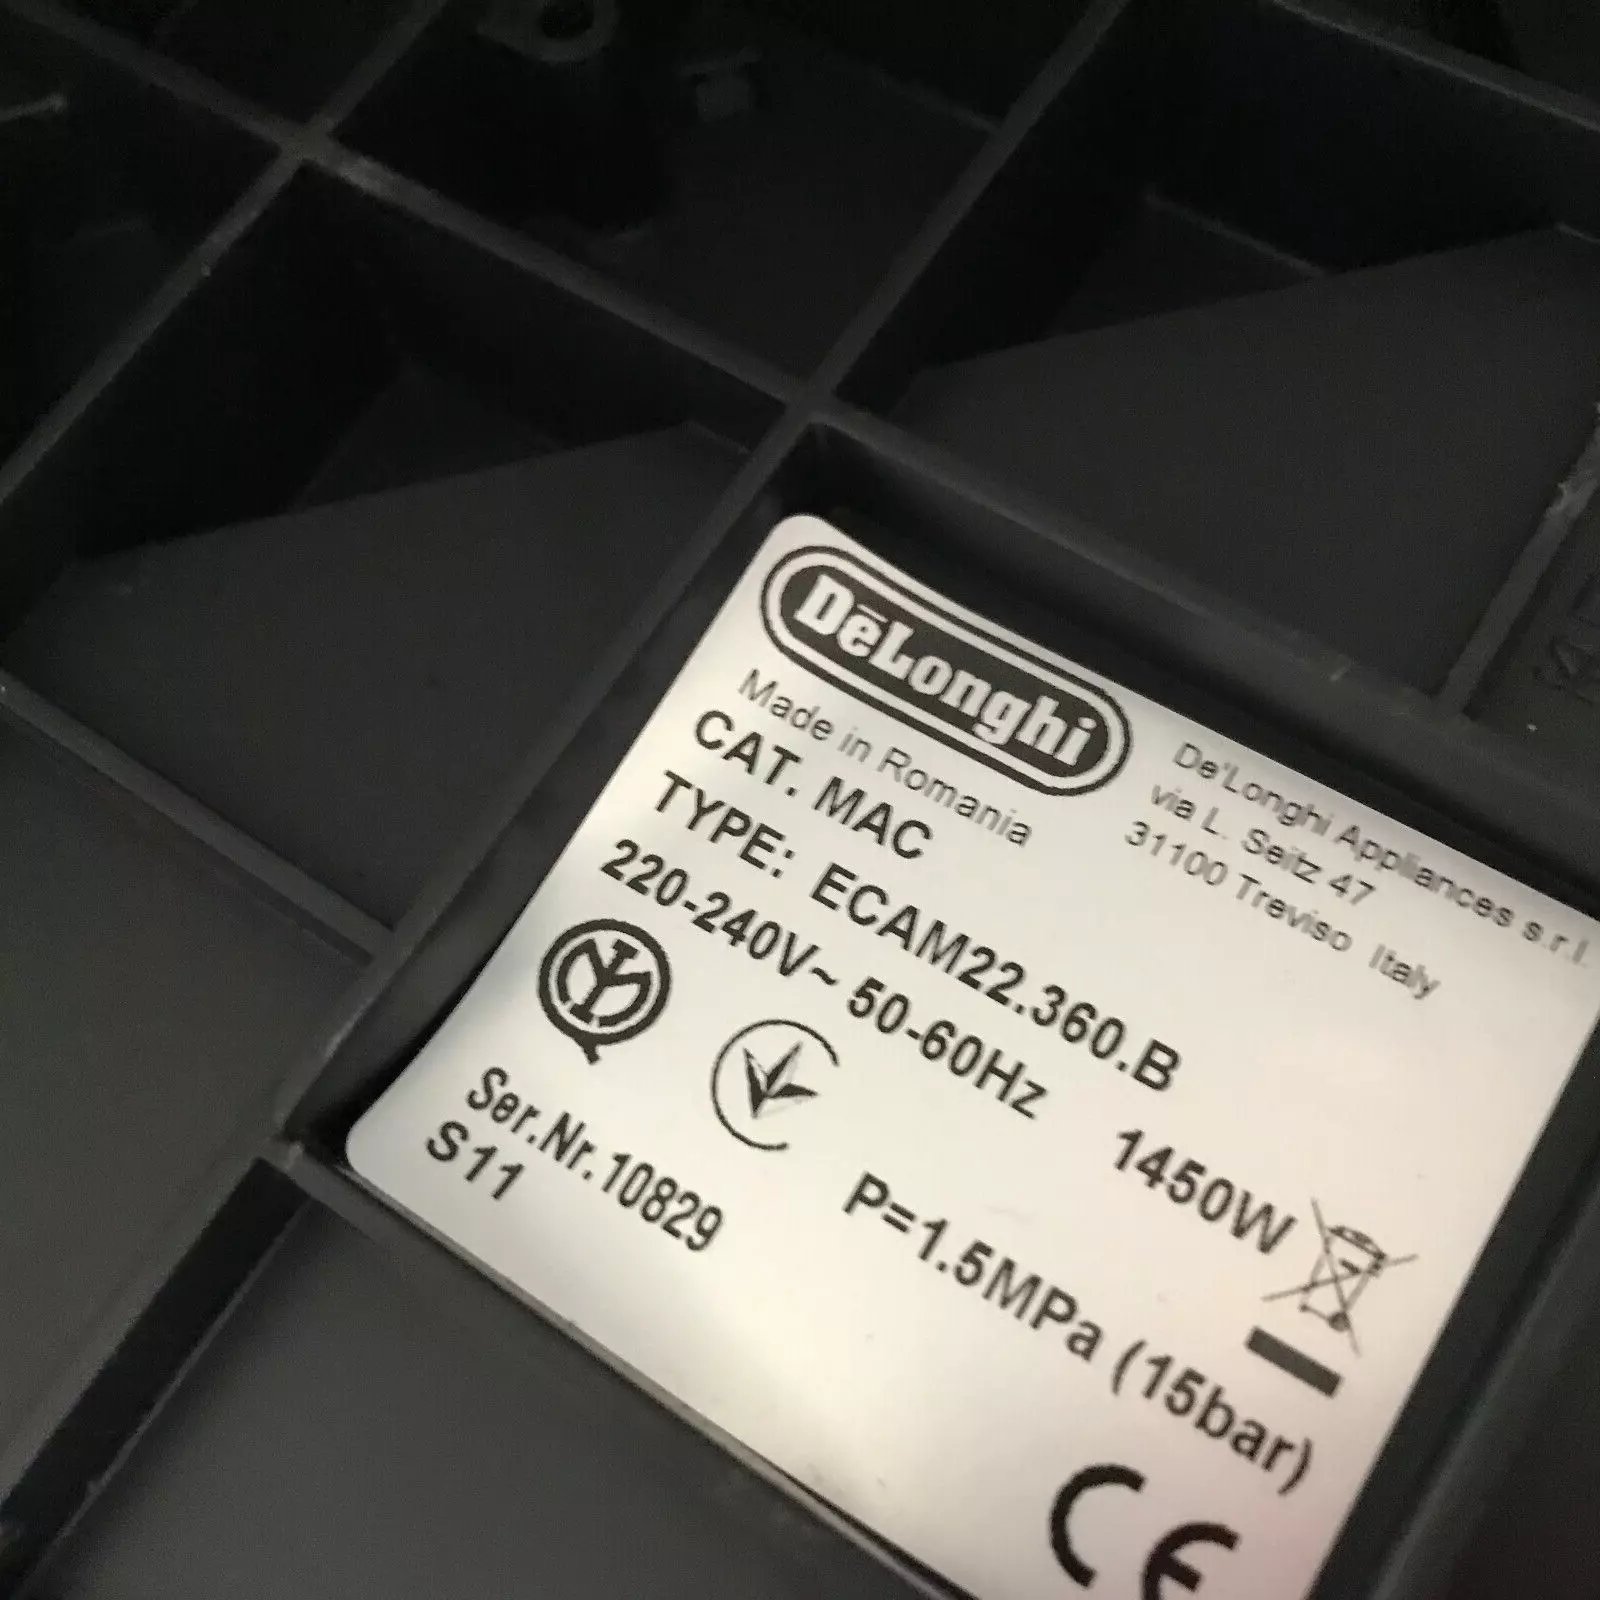 DēLonghi
Made in Romania
De'Longhi Appliances s.r.l.
via L. Seitz 47
31100 Treviso Italy
CAT. MAC
TYPE: ECAM22.360.B
220-240V~ 50-60Hz 1450W
P=1.5MPa (15bar)
Ser.Nr.10829
S11
CE